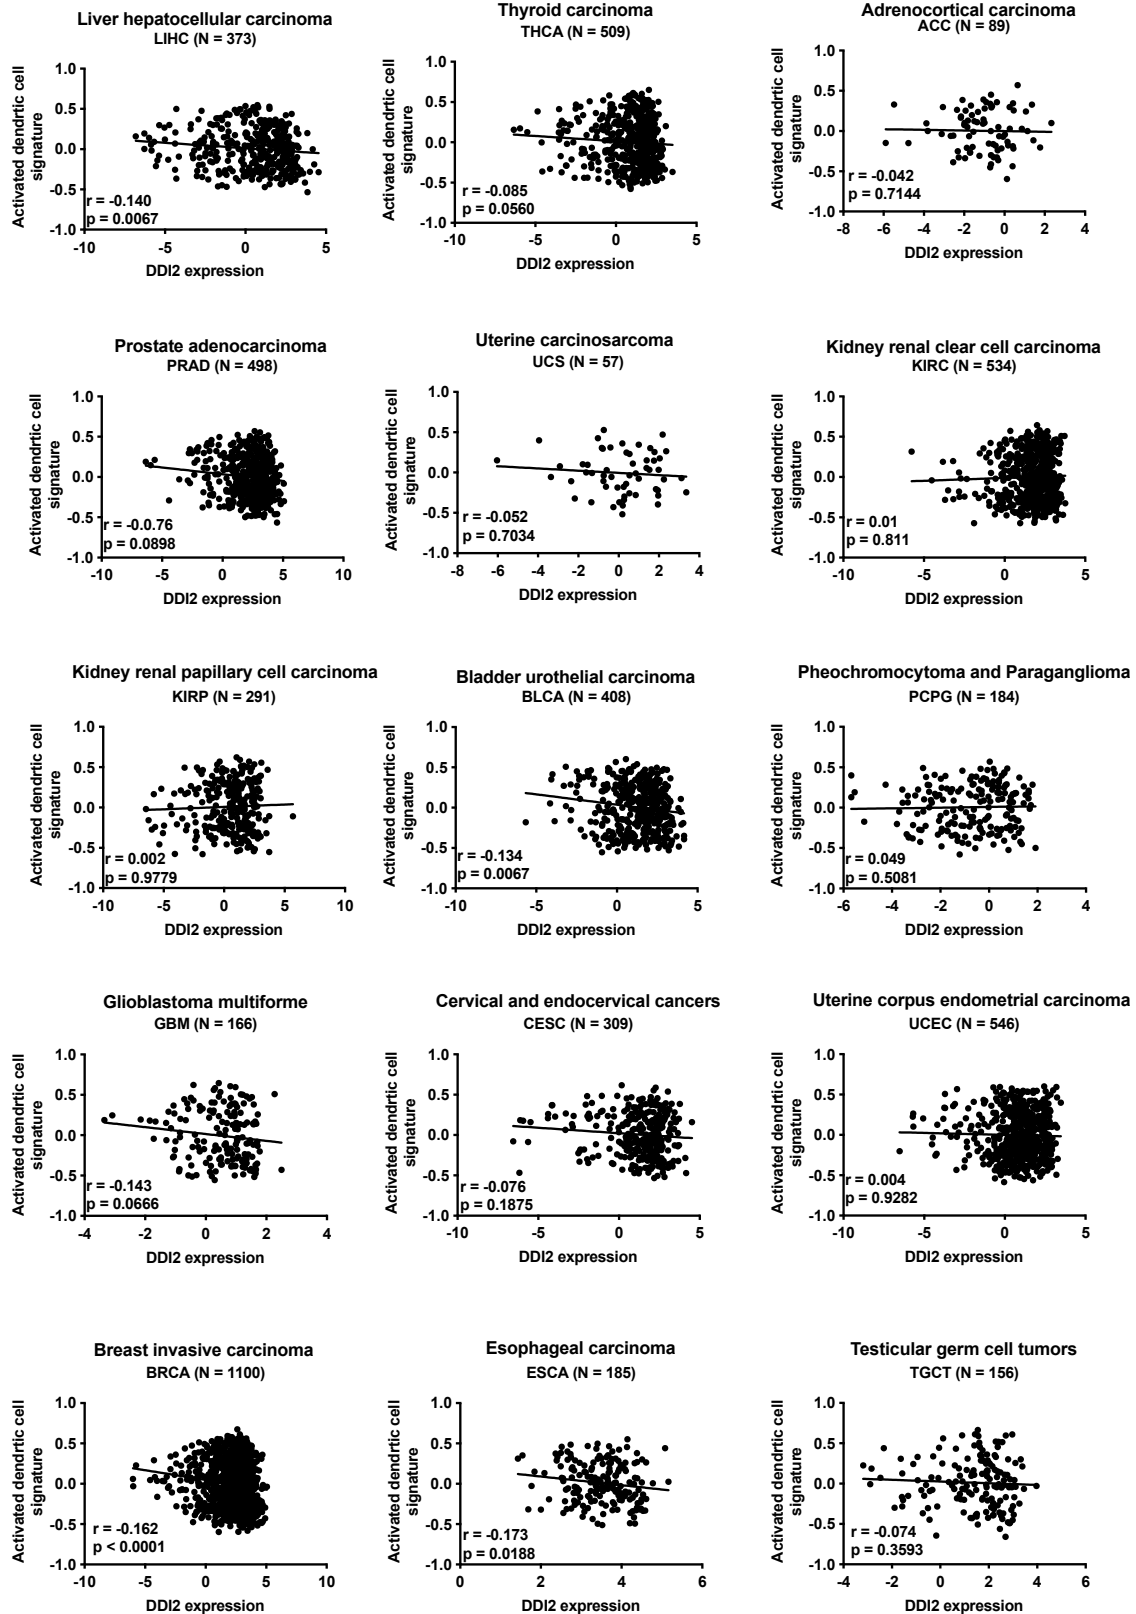 Liver hepatocellular carcinoma
LIHC (N = 373)
Activated dendrtic cell
signature
1.0
0.5
0.0
-0.5
-1.0
r = -0.140
p = 0.0067
-10 -5 0 5
DDI2 expression
Thyroid carcinoma
THCA (N = 509)
Activated dendrtic cell
signature
1.0
0.5
0.0
-0.5
-1.0
r = -0.085
p = 0.0560
-10 -5 0 5
DDI2 expression
Adrenocortical carcinoma
ACC (N = 89)
Activated dendrtic cell
signature
1.0
0.5
0.0
-0.5
-1.0
r = -0.042
p = 0.7144
-8 -6 -4 -2 0 2 4
DDI2 expression
Prostate adenocarcinoma
PRAD (N = 498)
Activated dendrtic cell
signature
1.0
0.5
0.0
-0.5
-1.0
r = -0.0.76
p = 0.0898
-10 -5 0 5 10
DDI2 expression
Uterine carcinosarcoma
UCS (N = 57)
Activated dendrtic cell
signature
1.0
0.5
0.0
-0.5
-1.0
r = -0.052
p = 0.7034
-8 -6 -4 -2 0 2 4
DDI2 expression
Kidney renal clear cell carcinoma
KIRC (N = 534)
Activated dendrtic cell
signature
1.0
0.5
0.0
-0.5
-1.0
r = 0.01
p = 0.811
-10 -5 0 5
DDI2 expression
Kidney renal papillary cell carcinoma
KIRP (N = 291)
Activated dendrtic cell
signature
1.0
0.5
0.0
-0.5
-1.0
r = 0.002
p = 0.9779
-10 -5 0 5 10
DDI2 expression
Bladder urothelial carcinoma
BLCA (N = 408)
Activated dendrtic cell
signature
1.0
0.5
0.0
-0.5
-1.0
r = -0.134
p = 0.0067
-10 -5 0 5
DDI2 expression
Pheochromocytoma and Paraganglioma
PCPG (N = 184)
Activated dendrtic cell
signature
1.0
0.5
0.0
-0.5
-1.0
r = 0.049
p = 0.5081
-6 -4 -2 0 2 4
DDI2 expression
Glioblastoma multiforme
GBM (N = 166)
Activated dendrtic cell
signature
1.0
0.5
0.0
-0.5
-1.0
r = -0.143
p = 0.0666
-4 -2 0 2 4
DDI2 expression
Cervical and endocervical cancers
CESC (N = 309)
Activated dendrtic cell
signature
1.0
0.5
0.0
-0.5
-1.0
r = -0.076
p = 0.1875
-10 -5 0 5
DDI2 expression
Uterine corpus endometrial carcinoma
UCEC (N = 546)
Activated dendrtic cell
signature
1.0
0.5
0.0
-0.5
-1.0
r = 0.004
p = 0.9282
-10 -5 0 5
DDI2 expression
Breast invasive carcinoma
BRCA (N = 1100)
Activated dendrtic cell
signature
1.0
0.5
0.0
-0.5
-1.0
r = -0.162
p < 0.0001
-10 -5 0 5 10
DDI2 expression
Esophageal carcinoma
ESCA (N = 185)
Activated dendrtic cell
signature
1.0
0.5
0.0
-0.5
-1.0
r = -0.173
p = 0.0188
0 2 4 6
DDI2 expression
Testicular germ cell tumors
TGCT (N = 156)
Activated dendrtic cell
signature
1.0
0.5
0.0
-0.5
-1.0
r = -0.074
p = 0.3593
-4 -2 0 2 4 6
DDI2 expression